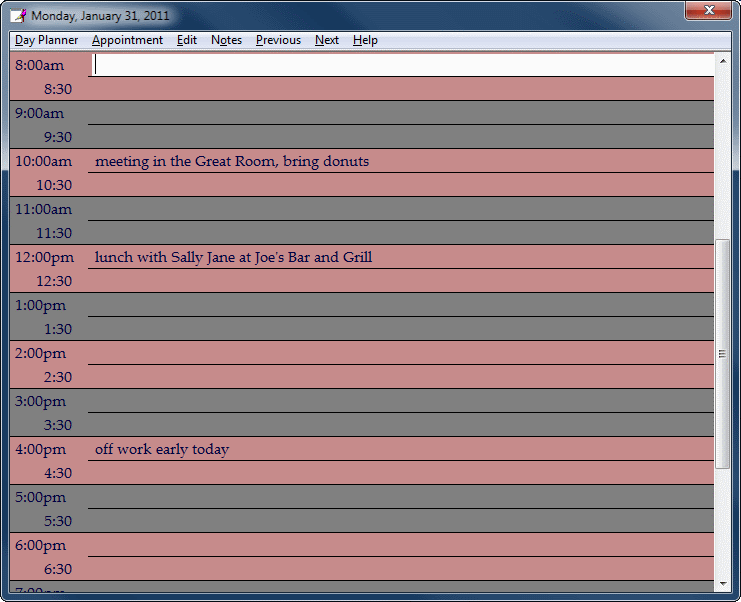 Monday, January 31, 2011
Day Planner Appointment Edit Notes Previous Next Help
8:00am
8:30
9:00am
9:30
10:00am meeting in the Great Room, bring donuts
10:30
11:00am
11:30
12:00pm lunch with Sally Jane at Joe's Bar and Grill
12:30
1:00pm
1:30
2:00pm
2:30
3:00pm
3:30
4:00pm off work early today
4:30
5:00pm
5:30
6:00pm
6:30
7:00pm